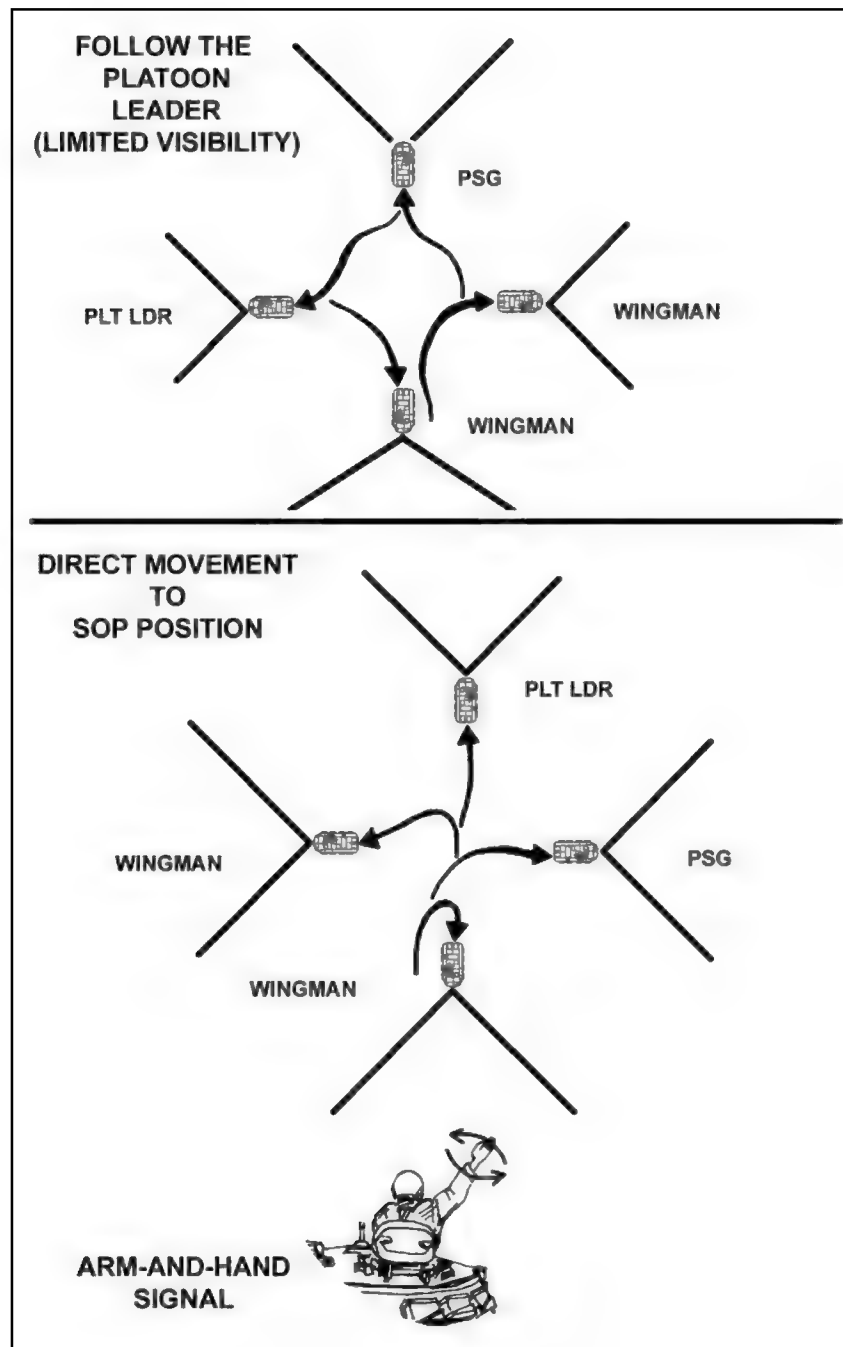 FOLLOW THE
PLATOON
LEADER
(LIMITED VISIBILITY)
PSG
PLT LDR
WINGMAN
WINGMAN
DIRECT MOVEMENT
TO
SOP POSITION
PLT LDR
WINGMAN
PSG
WINGMAN
ARM-AND-HAND
SIGNAL